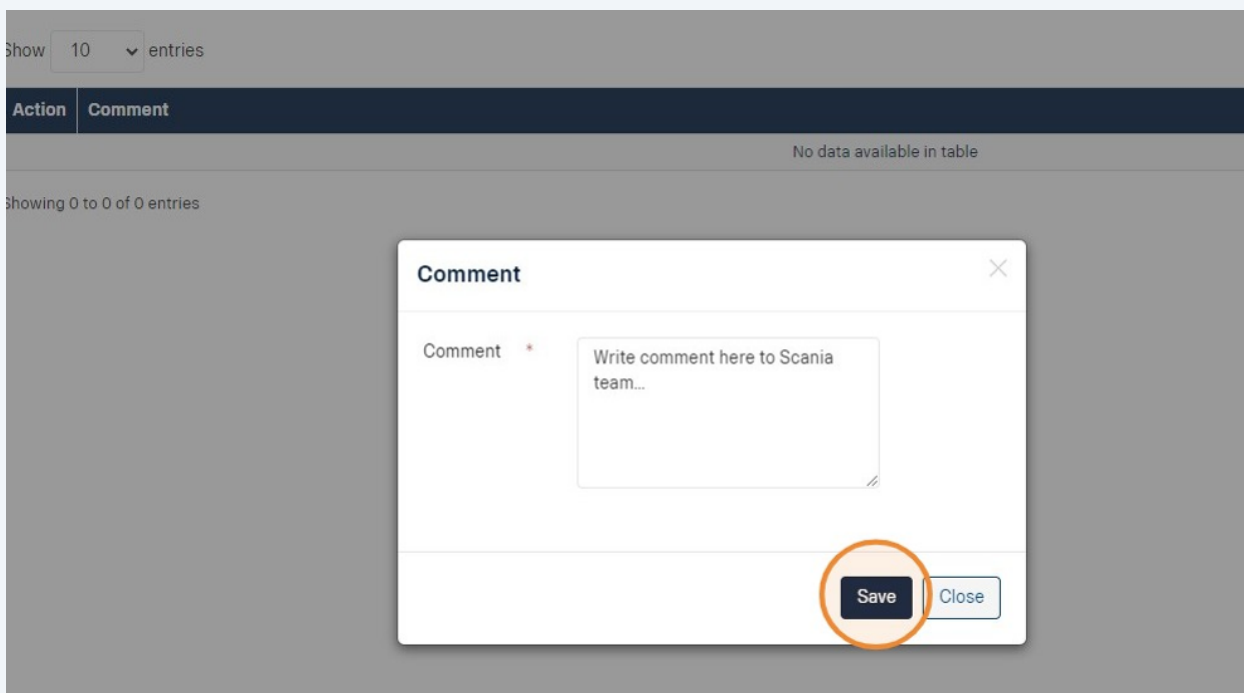 Show 10 entries
Action Comment
No data available in table
Showing 0 to 0 of 0 entries
Comment
Comment * Write comment here to Scania
team...
Save Close